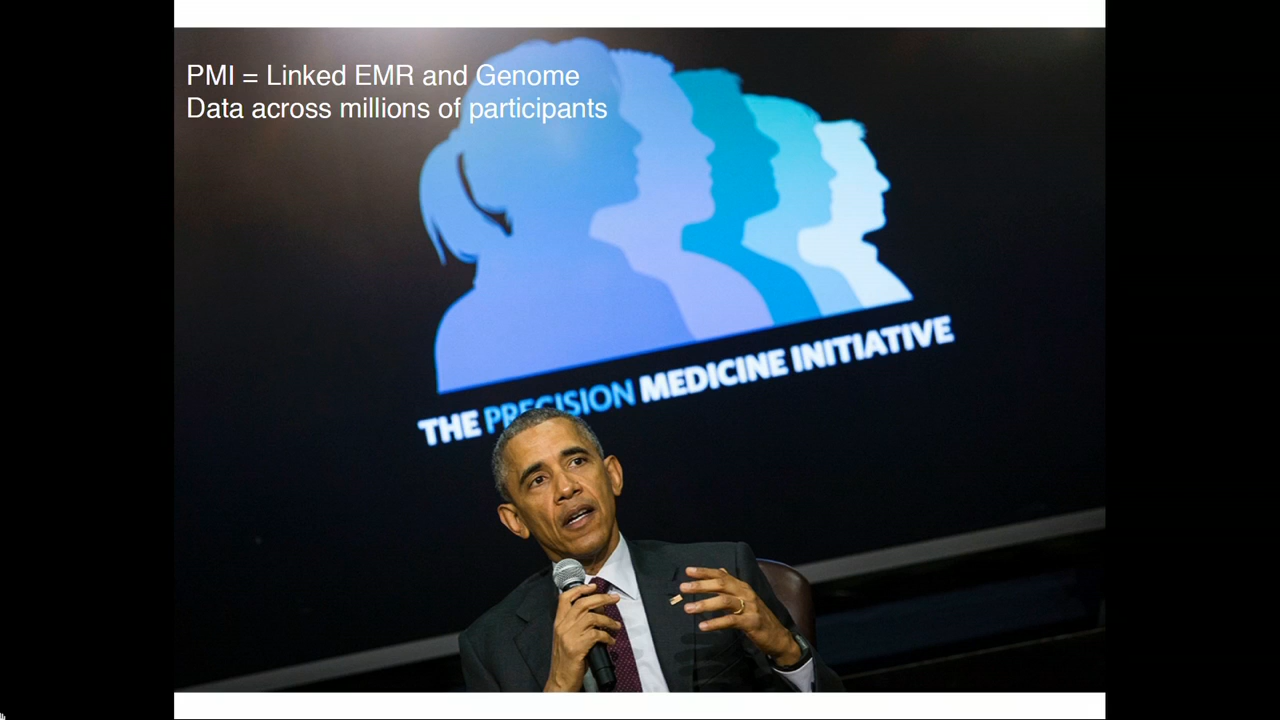 PMI = Linked EMR and Genome
Data across millions of participants
THE PRECISION MEDICINE INITIATIVE